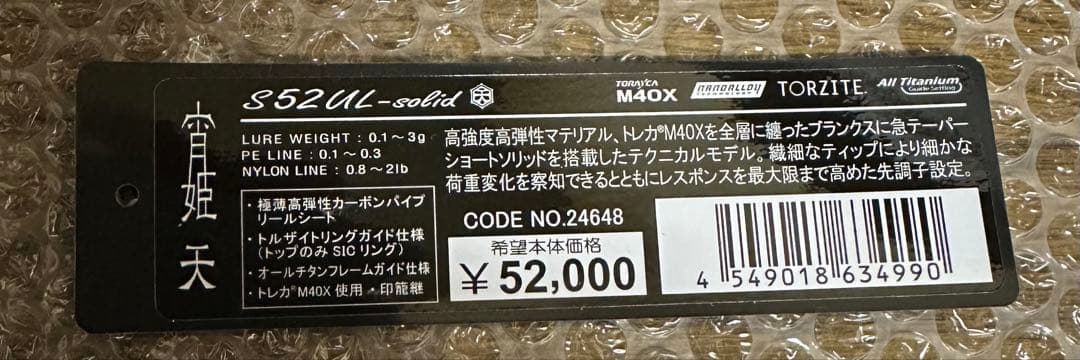 宵姫 天
S52UL-solid 天
TORAYCA
M40X
NANOALLOY
TECHNOLOGY
TORZITE
All Titanium
Guide Setting
LURE WEIGHT : 0.1～3g
PE LINE : 0.1～0.3
NYLON LINE : 0.8～2lb
高強度高弾性マテリアル、トレカ®M40Xを全層に纏ったブランクスに急テーパー
ショートソリッドを搭載したテクニカルモデル。繊細なティップにより細かな
荷重変化を察知できるとともにレスポンスを最大限まで高めた先調子設定。
・極薄高弾性カーボンパイプ
リールシート
・トルザイトリングガイド仕様
(トップのみSICリング)
・オールチタンフレームガイド仕様
・トレカ®M40X 使用・印籠継
CODE NO.24648
希望本体価格
¥ 52,000
4 549018 634990